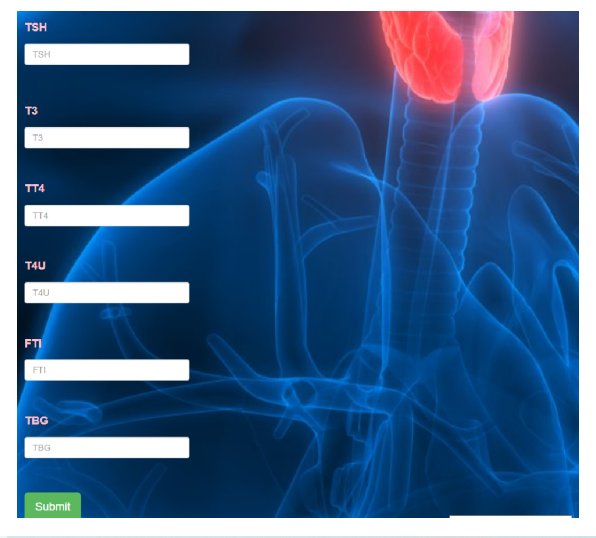 TSH
TSH
T3
T3
TT4
TT4
T4U
T4U
FTI
FTI
TBG
TBG
Submit